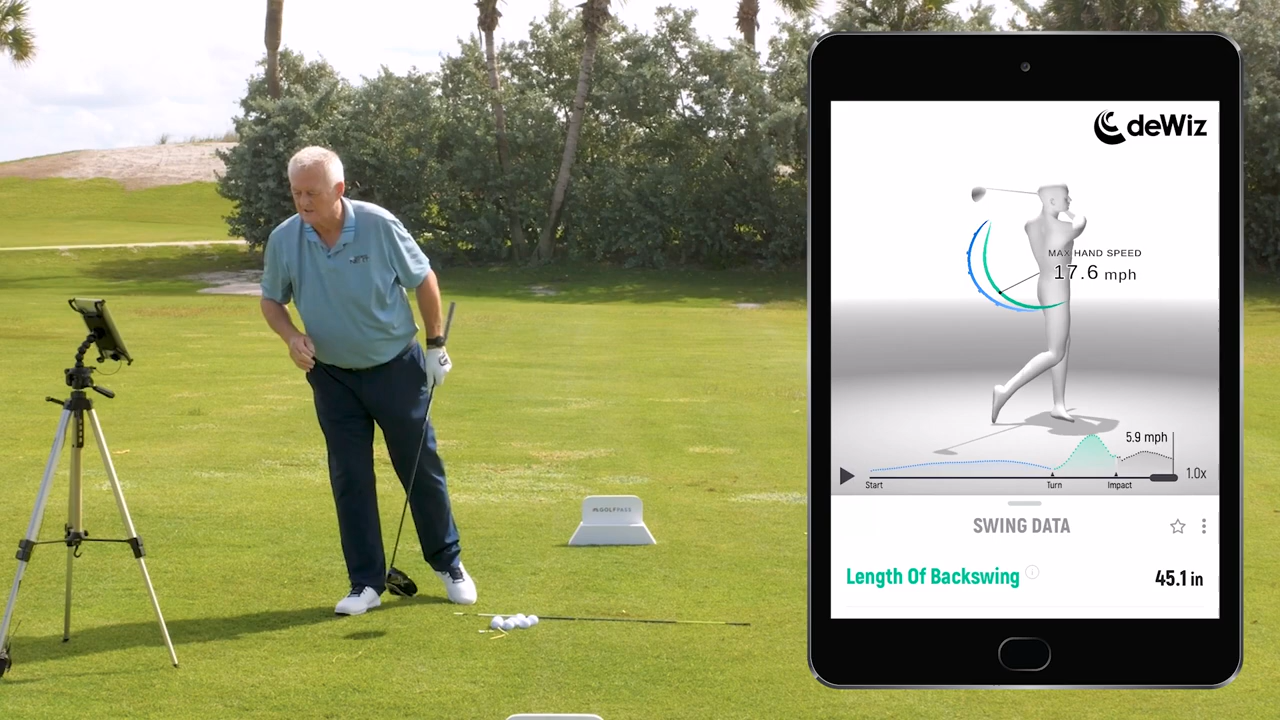 deWiz
MAX HAND SPEED
17.6 mph
5.9 mph
1.0x
Start
Turn
Impact
SWING DATA
Length Of Backswing
45.1 in
GOLFPASS